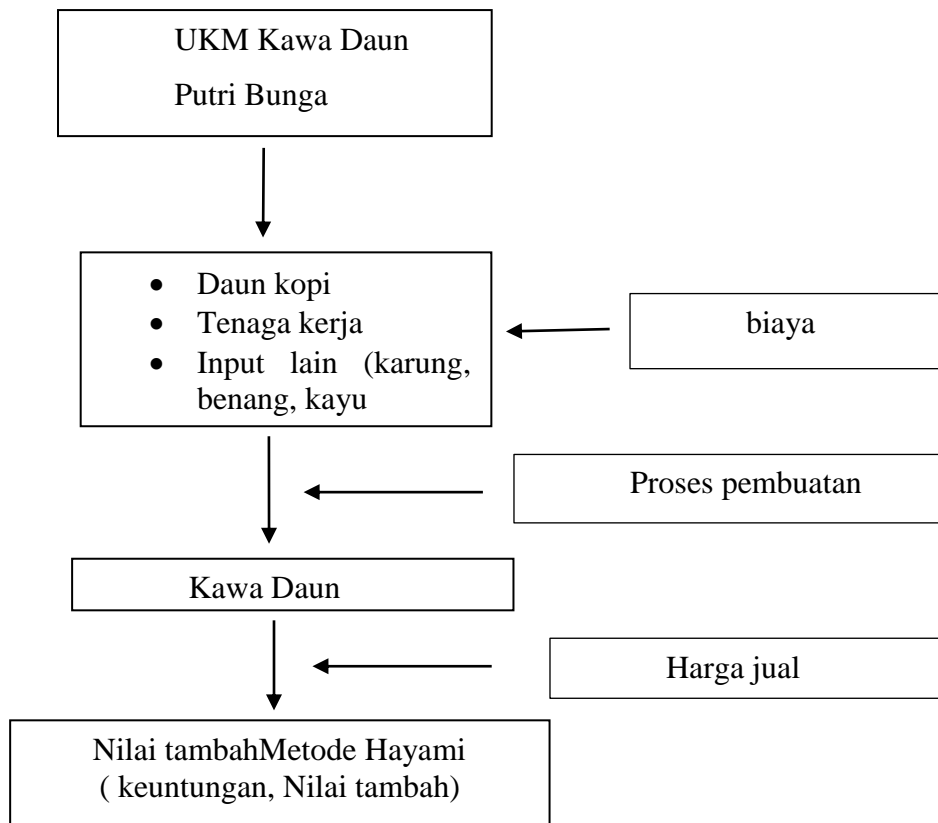 UKM Kawa Daun
Putri Bunga
• Daun kopi
• Tenaga kerja
• Input lain (karung,
benang, kayu
biaya
Proses pembuatan
Kawa Daun
Harga jual
Nilai tambahMetode Hayami
( keuntungan, Nilai tambah)